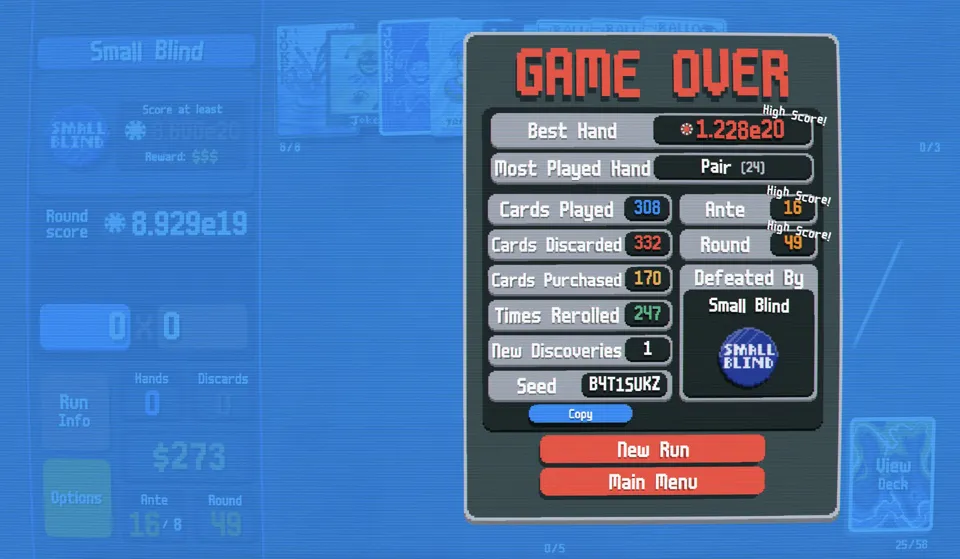 Small Blind
Score at least
SMALL
BLIND
Reward: $$$
Round
score
8.929e19
0 X 0
Hands
Discards
0
0
Run
Info
$273
Options
Ante
Round
16/8
49
8/8
0/3
0/5
View
Deck
25/58
GAME OVER
Best Hand
1.228e20
High Score!
Most Played Hand
Pair (24)
Cards Played 308
Ante 16
High Score!
Cards Discarded 332
Round 49
High Score!
Cards Purchased 170
Defeated By
Small Blind
Times Rerolled 247
SMALL
BLIND
New Discoveries 1
Seed B4T1SUKZ
Copy
New Run
Main Menu